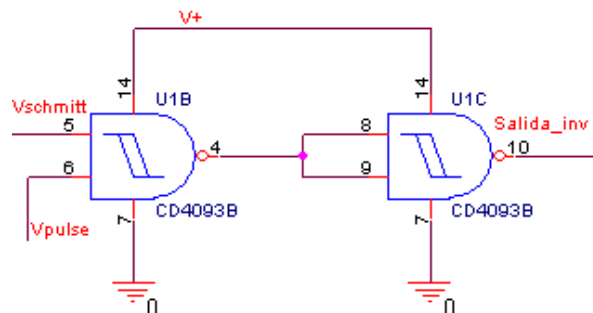 V+
14
14
U1B
U1C
Vschmitt
Salida_inv
5
4
8
10
6
9
Vpulse
CD4093B
CD4093B
7
7
0
0